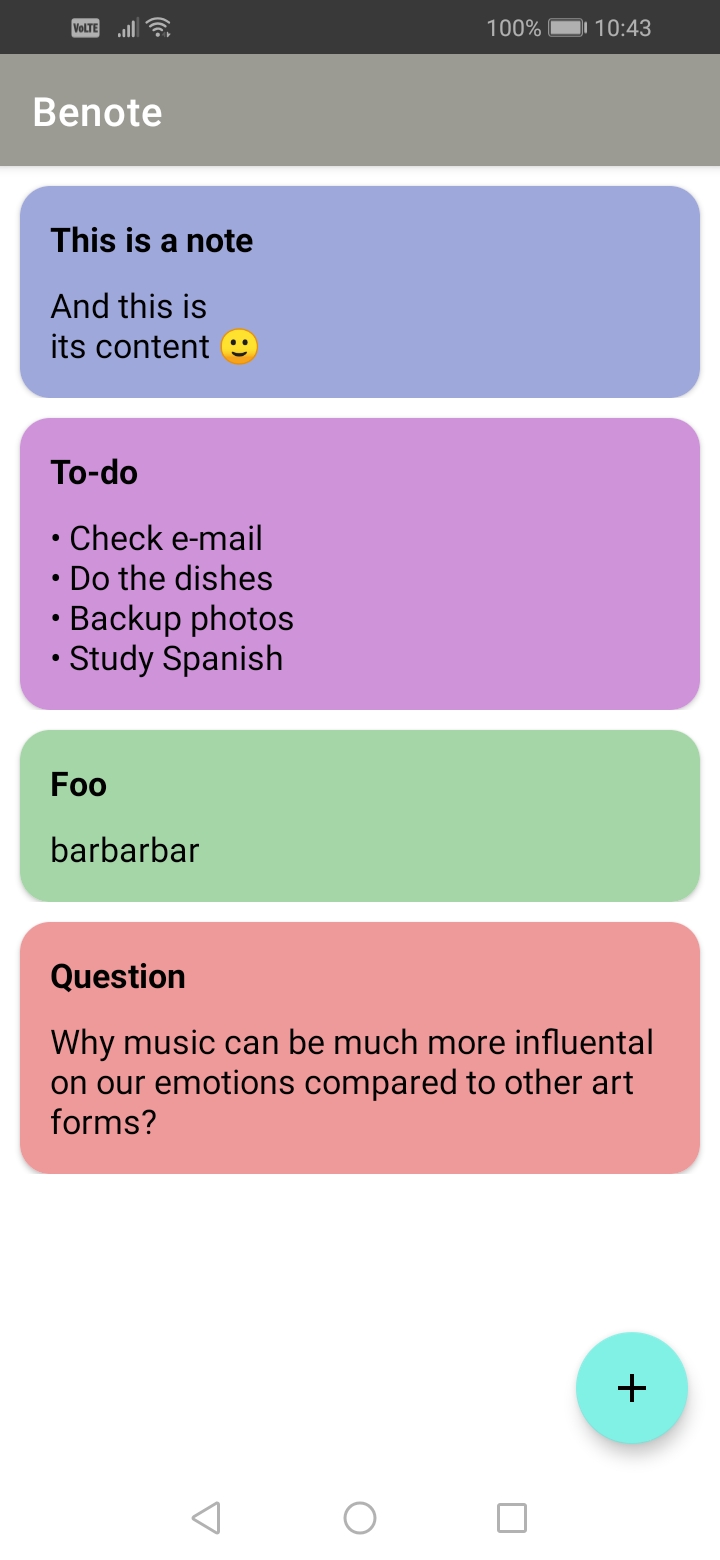 VoLTE 100% 10:43
Benote
This is a note
And this is
its content 🙂
To-do
• Check e-mail
• Do the dishes
• Backup photos
• Study Spanish
Foo
barbarbar
Question
Why music can be much more influental
on our emotions compared to other art
forms?
+